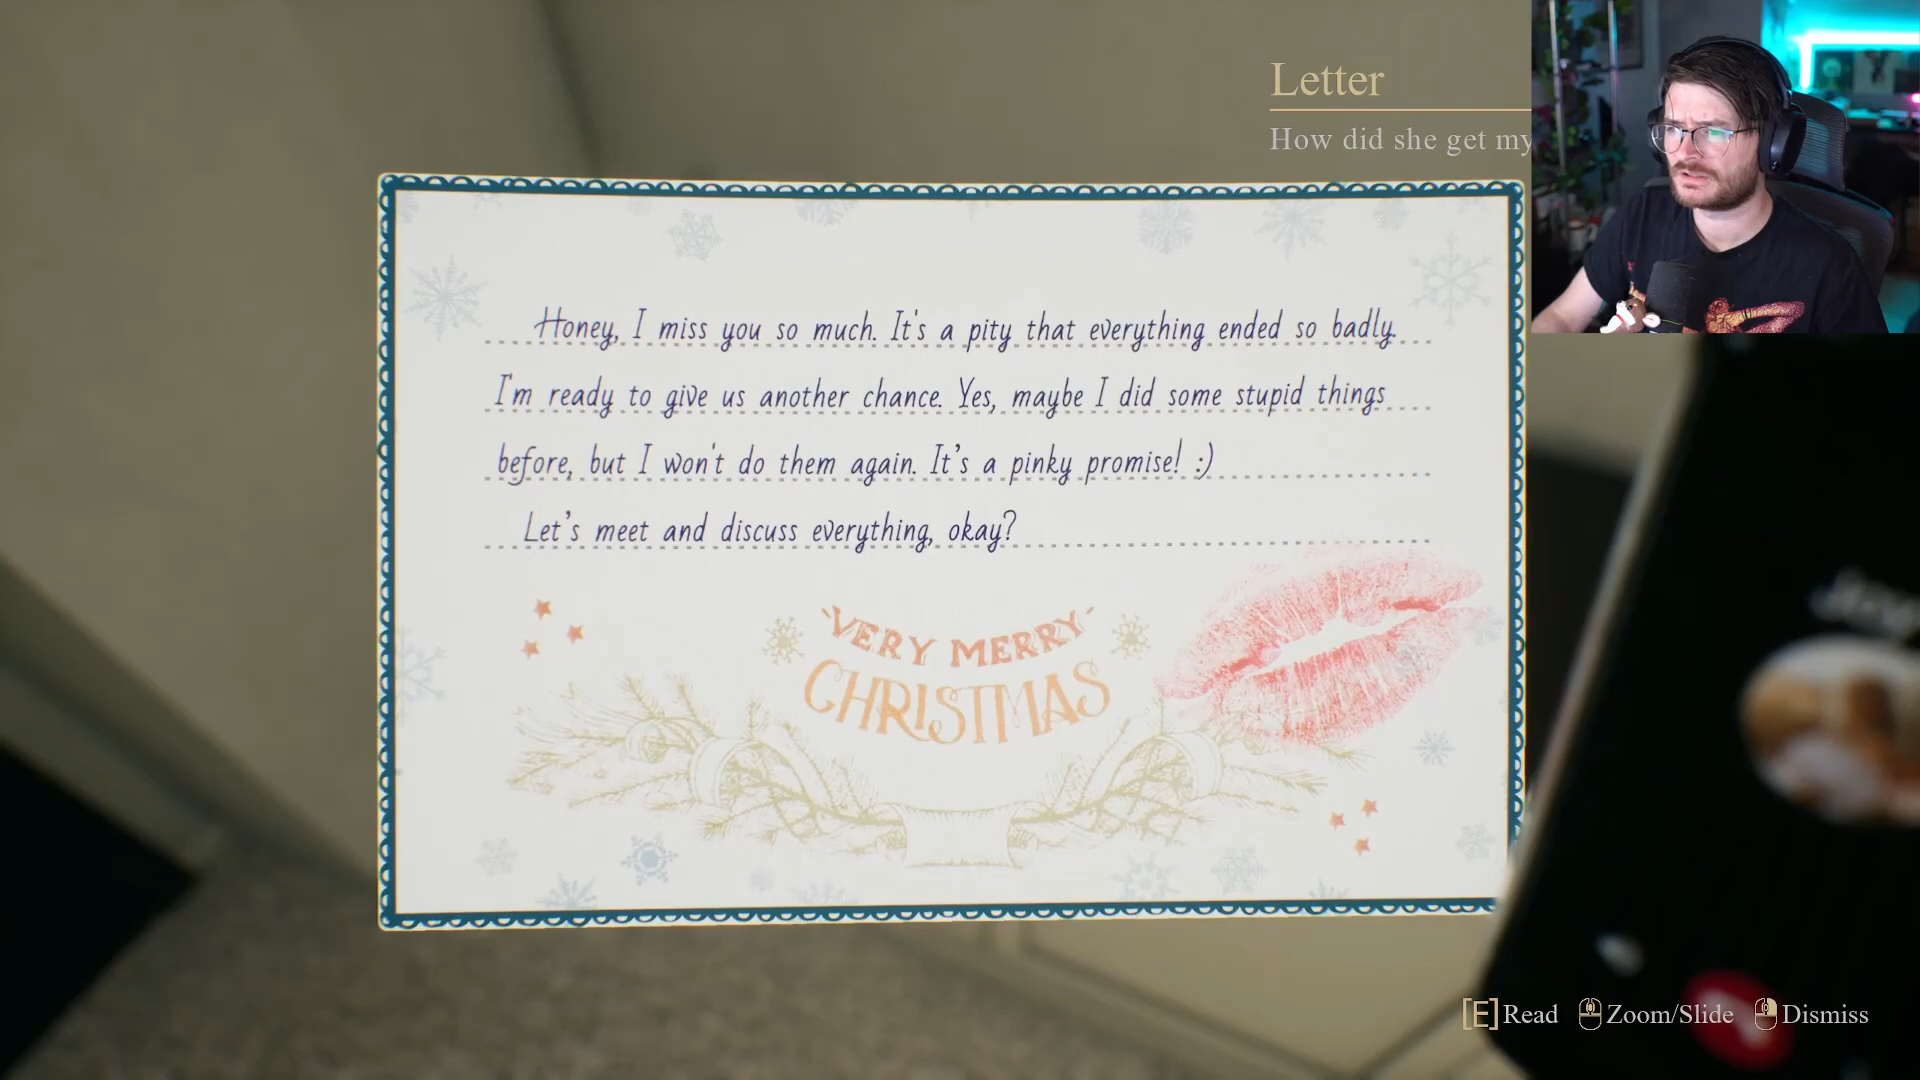 Letter
How did she get my
Honey, I miss you so much. It's a pity that everything ended so badly.
I'm ready to give us another chance. Yes, maybe I did some stupid things
before, but I won't do them again. It's a pinky promise! :)
Let's meet and discuss everything, okay?
VERY MERRY
CHRISTMAS
[E] Read Zoom/Slide Dismiss